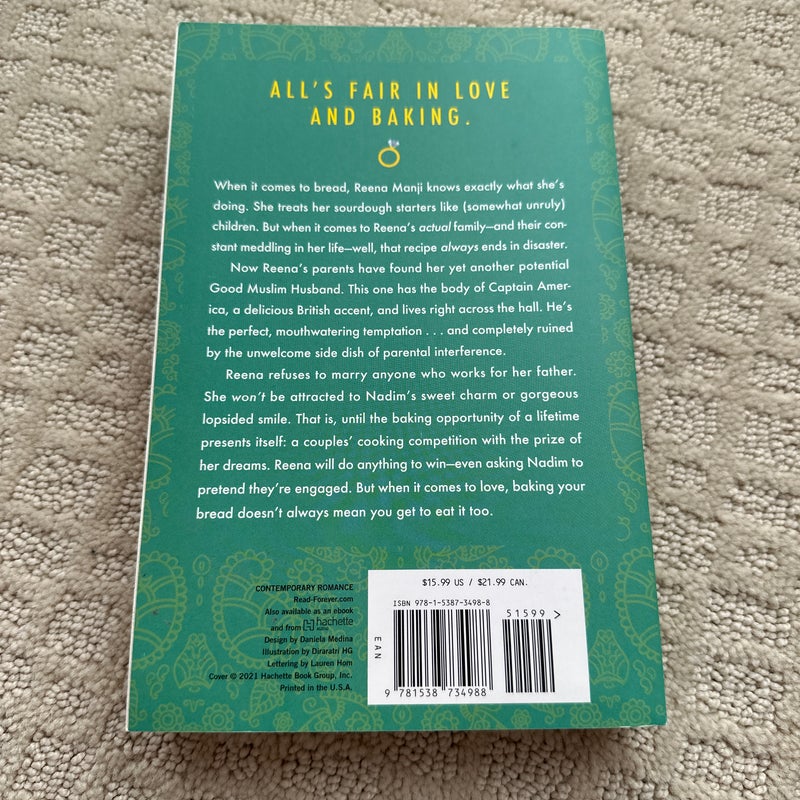 ALL'S FAIR IN LOVE
AND BAKING.
When it comes to bread, Reena Manji knows exactly what she's
doing. She treats her sourdough starters like (somewhat unruly)
children. But when it comes to Reena's actual family—and their con-
stant meddling in her life—well, that recipe always ends in disaster.
Now Reena's parents have found her yet another potential
Good Muslim Husband. This one has the body of Captain Amer-
ica, a delicious British accent, and lives right across the hall. He's
the perfect, mouthwatering temptation . . . and completely ruined
by the unwelcome side dish of parental interference.
Reena refuses to marry anyone who works for her father.
She won't be attracted to Nadim's sweet charm or gorgeous
lopsided smile. That is, until the baking opportunity of a lifetime
presents itself: a couples' cooking competition with the prize of
her dreams. Reena will do anything to win—even asking Nadim to
pretend they're engaged. But when it comes to love, baking your
bread doesn't always mean you get to eat it too.
CONTEMPORARY ROMANCE
Read-Forever.com
Also available as an ebook
and from hachette
Design by Daniela Medina
Illustration by Diraratri HG
Lettering by Lauren Hom
Cover © 2021 Hachette Book Group, Inc.
Printed in the U.S.A.
$15.99 US / $21.99 CAN.
ISBN 978-1-5387-3498-8
51599 >
EAN
9 781538 734988